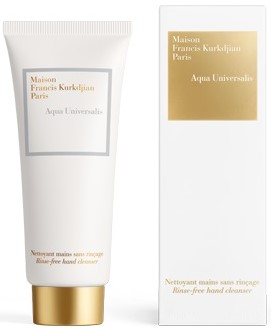 Maison
Francis Kurkdjian
Paris
Aqua Universalis
Nettoyant mains sans rinçage
Rinse-free hand cleanser
Maison
Francis Kurkdjian
Paris
Aqua Universalis
Nettoyant mains sans rinçage
Rinse-free hand cleanser